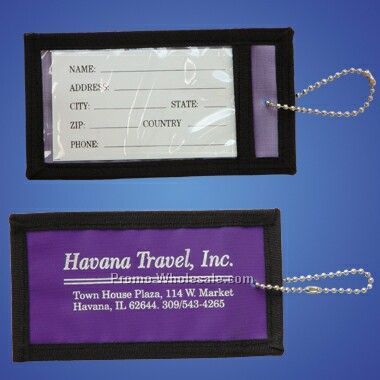 NAME:
ADDRESS:
CITY: STATE:
ZIP: COUNTRY
PHONE:
Havana Travel, Inc.
Promo-Wholesale.com
Town House Plaza, 114 W. Market
Havana, IL 62644. 309/543-4265